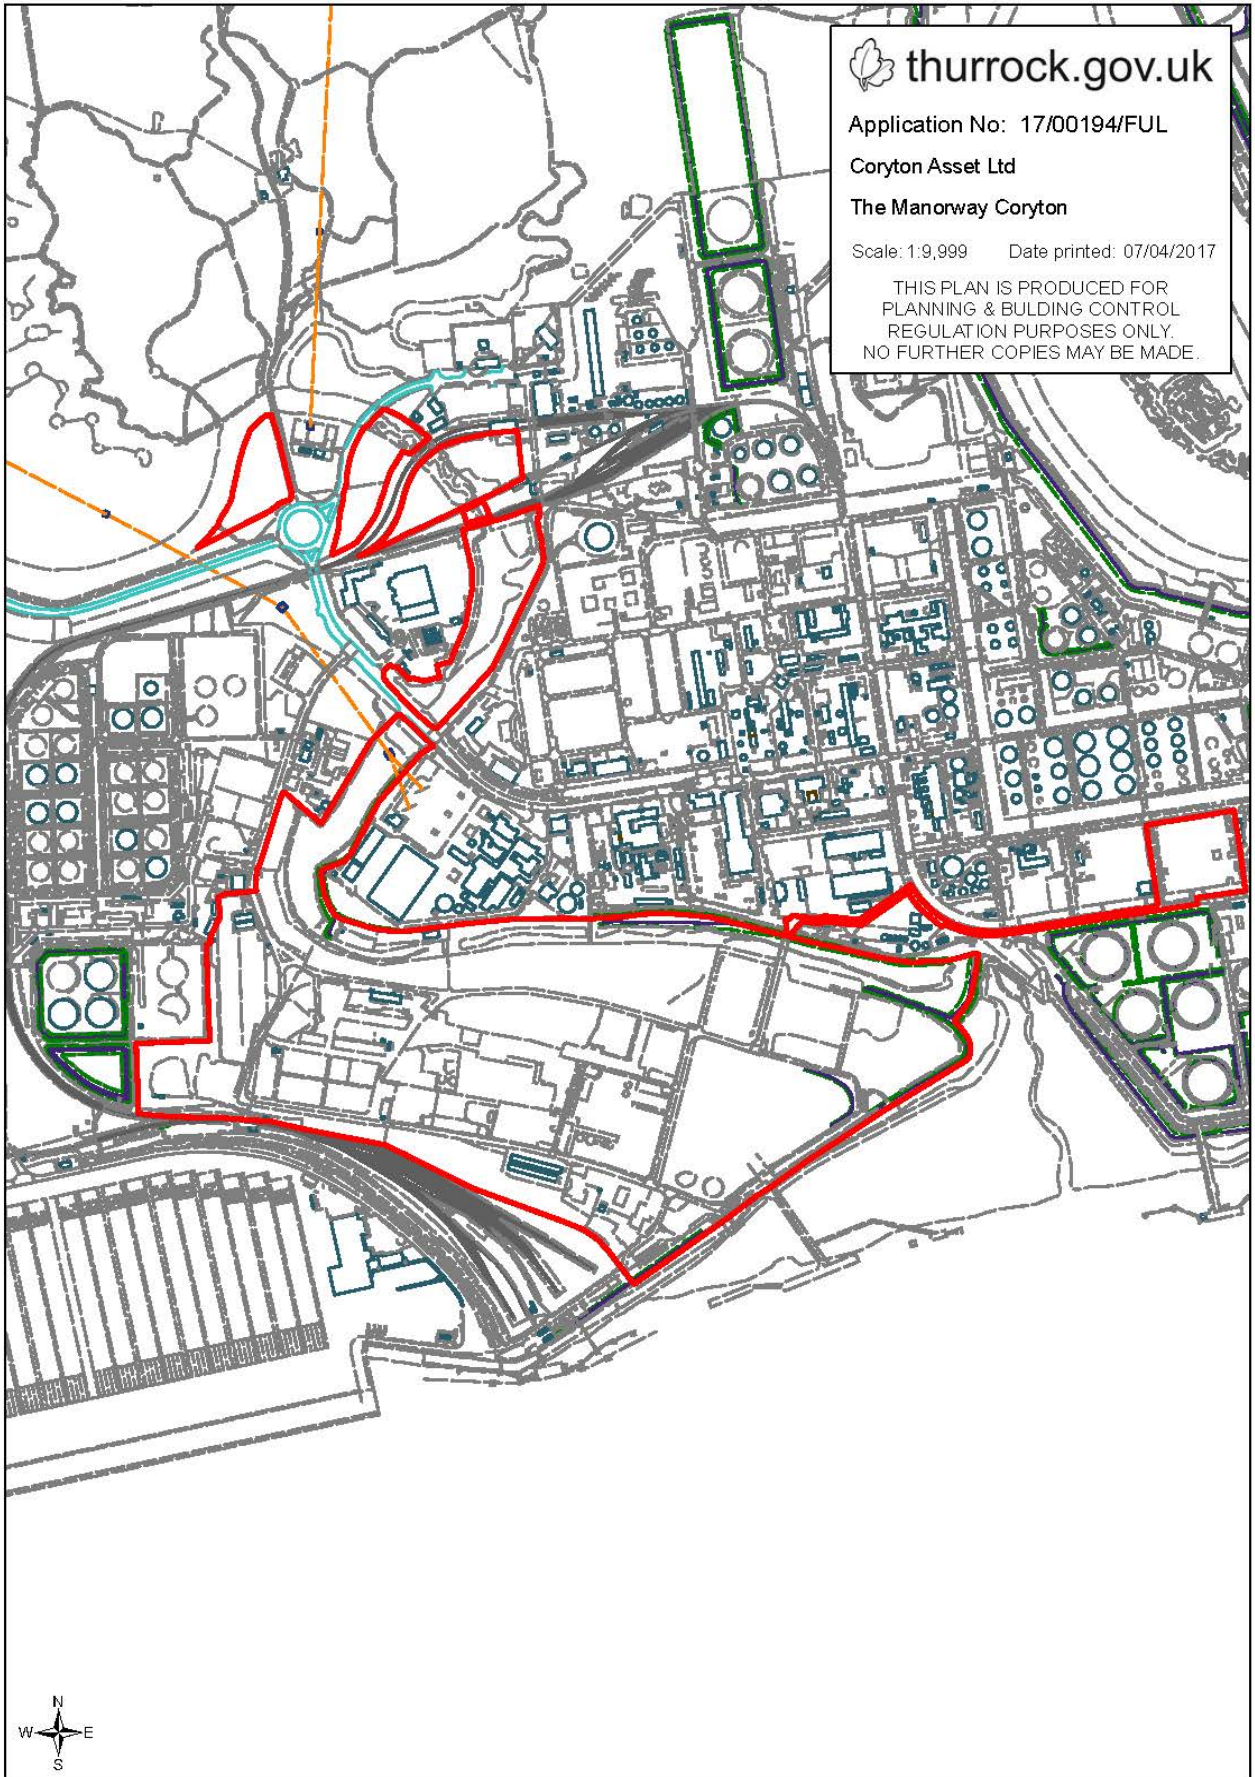 thurrock.gov.uk
Application No: 17/00194/FUL
Coryton Asset Ltd
The Manorway Coryton
Scale: 1:9,999 Date printed: 07/04/2017
THIS PLAN IS PRODUCED FOR
PLANNING & BULDING CONTROL
REGULATION PURPOSES ONLY.
NO FURTHER COPIES MAY BE MADE.
N
W E
S